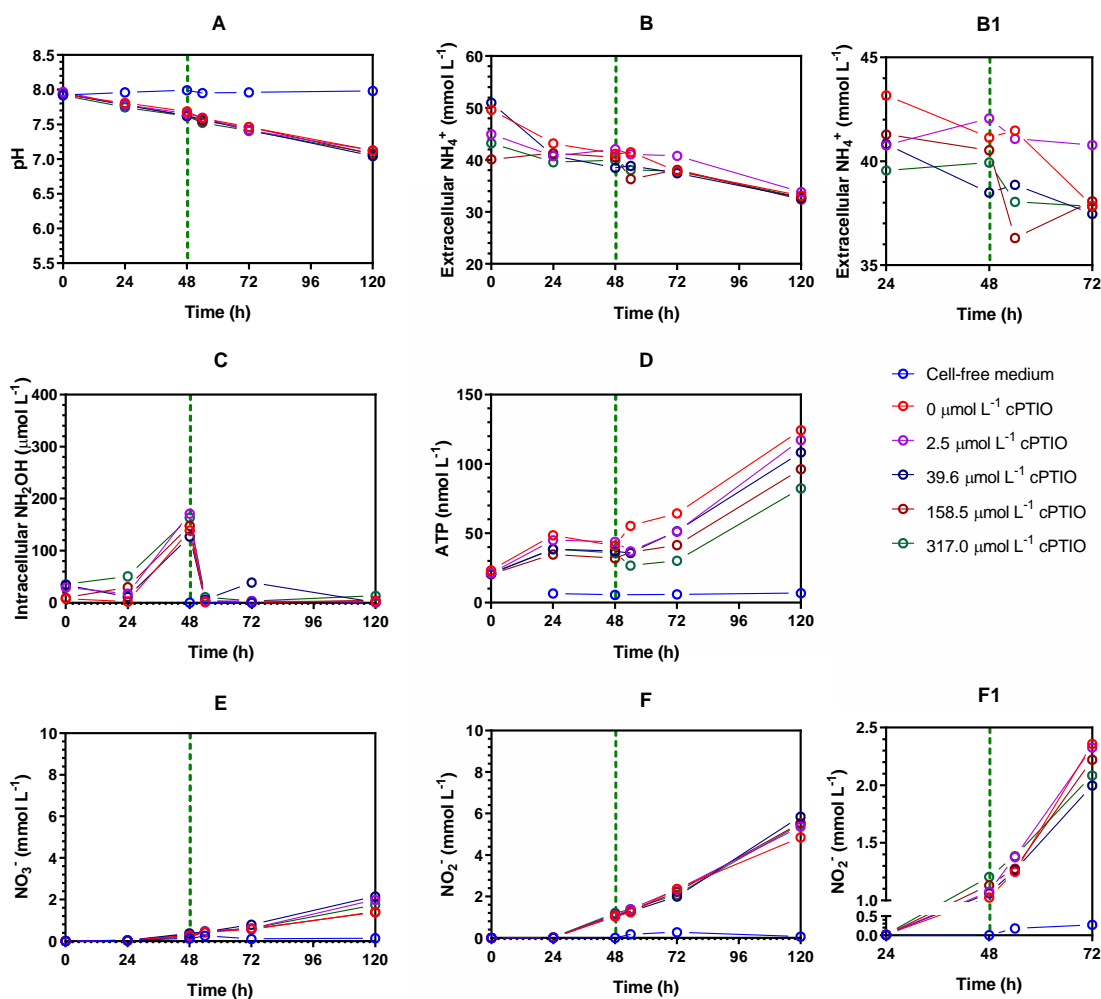 A
8.5
8.0
7.5
7.0
6.5
6.0
5.5
pH
0 24 48 72 96 120
Time (h)
B
60
50
40
30
20
Extracellular NH₄⁺ (mmol L⁻¹)
0 24 48 72 96 120
Time (h)
B1
45
40
35
Extracellular NH₄⁺ (mmol L⁻¹)
24 48 72
Time (h)
C
400
300
200
100
0
Intracellular NH₂OH (μmol L⁻¹)
0 24 48 72 96 120
Time (h)
D
150
100
50
0
ATP (nmol L⁻¹)
0 24 48 72 96 120
Time (h)
Cell-free medium
0 μmol L⁻¹ cPTIO
2.5 μmol L⁻¹ cPTIO
39.6 μmol L⁻¹ cPTIO
158.5 μmol L⁻¹ cPTIO
317.0 μmol L⁻¹ cPTIO
E
10
8
6
4
2
0
NO₃⁻ (mmol L⁻¹)
0 24 48 72 96 120
Time (h)
F
10
8
6
4
2
0
NO₂⁻ (mmol L⁻¹)
0 24 48 72 96 120
Time (h)
F1
2.5
2.0
1.5
1.0
0.5
0.0
NO₂⁻ (mmol L⁻¹)
24 48 72
Time (h)